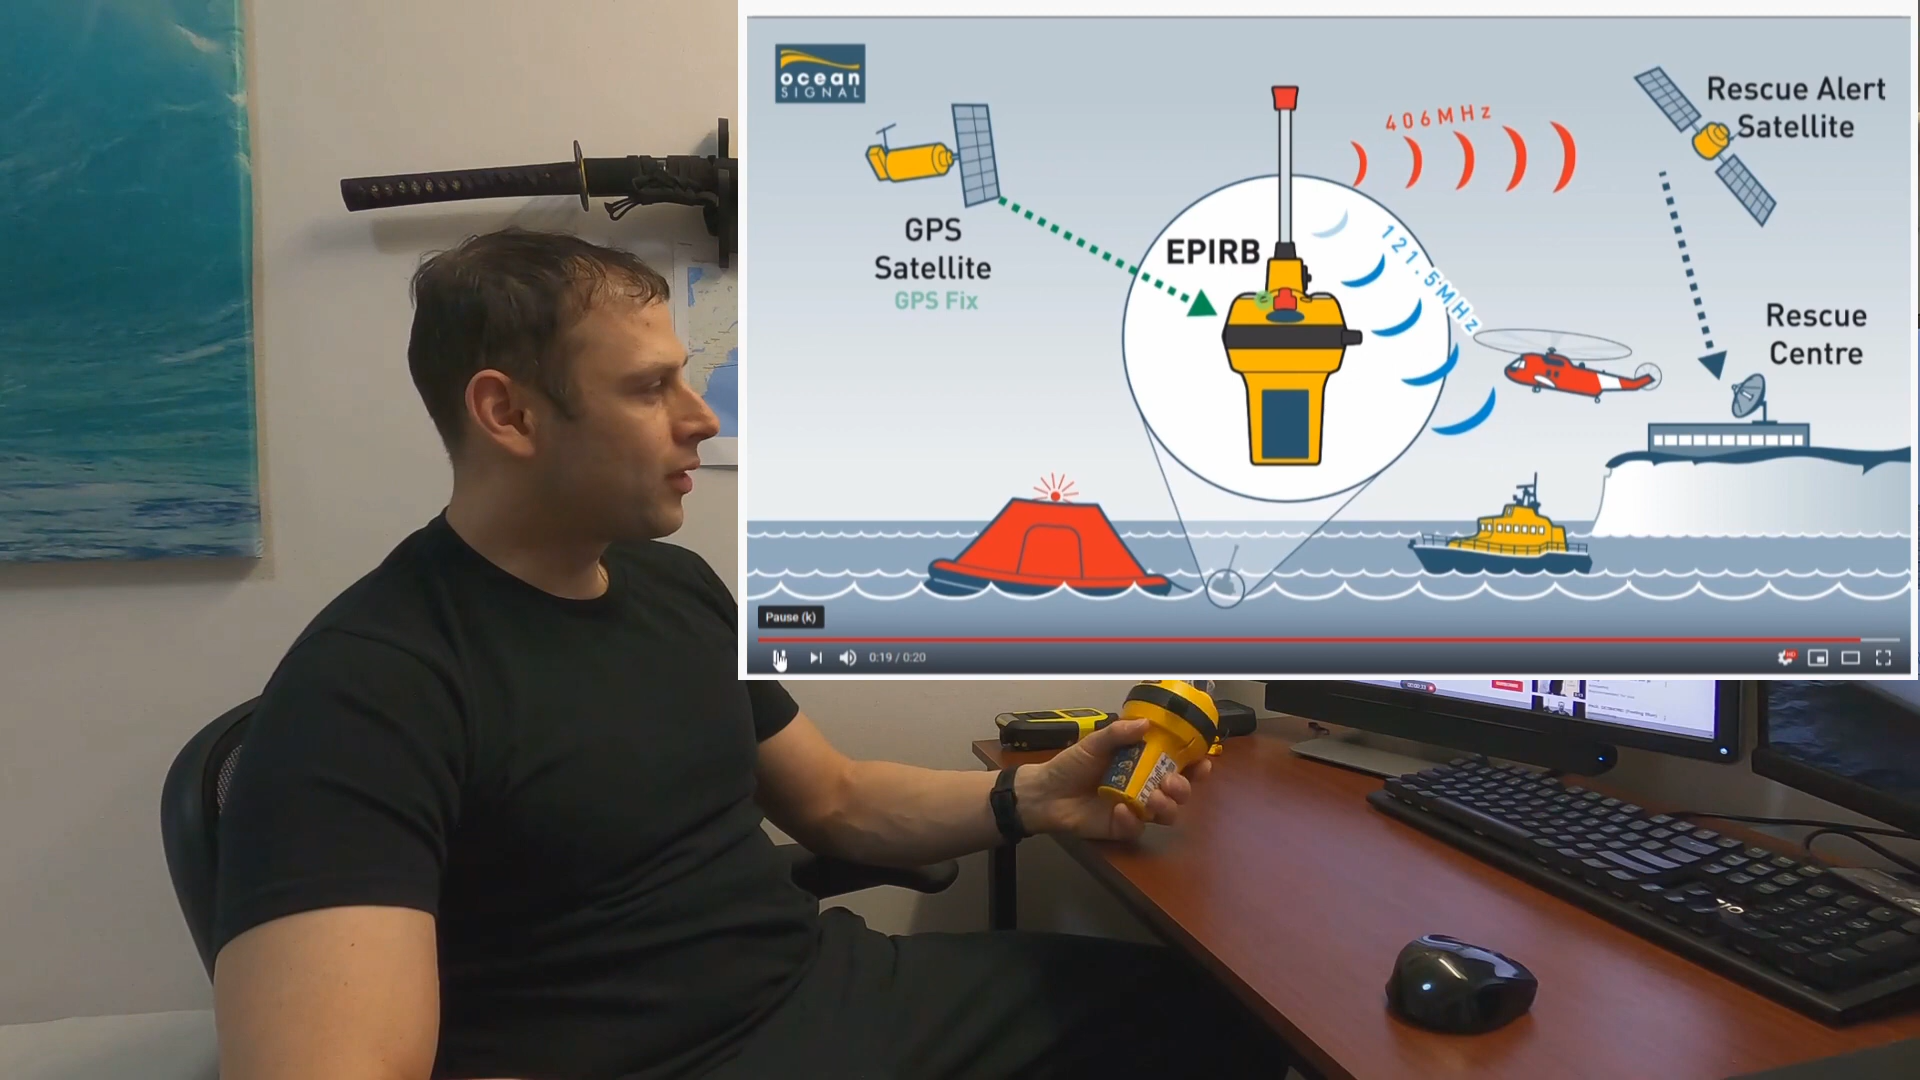 ocean
SIGNAL
406MHz
Rescue Alert
Satellite
GPS
Satellite
GPS Fix
EPIRB
121.5MHz
Rescue
Centre
Pause (k)
0:19 / 0:20
HD